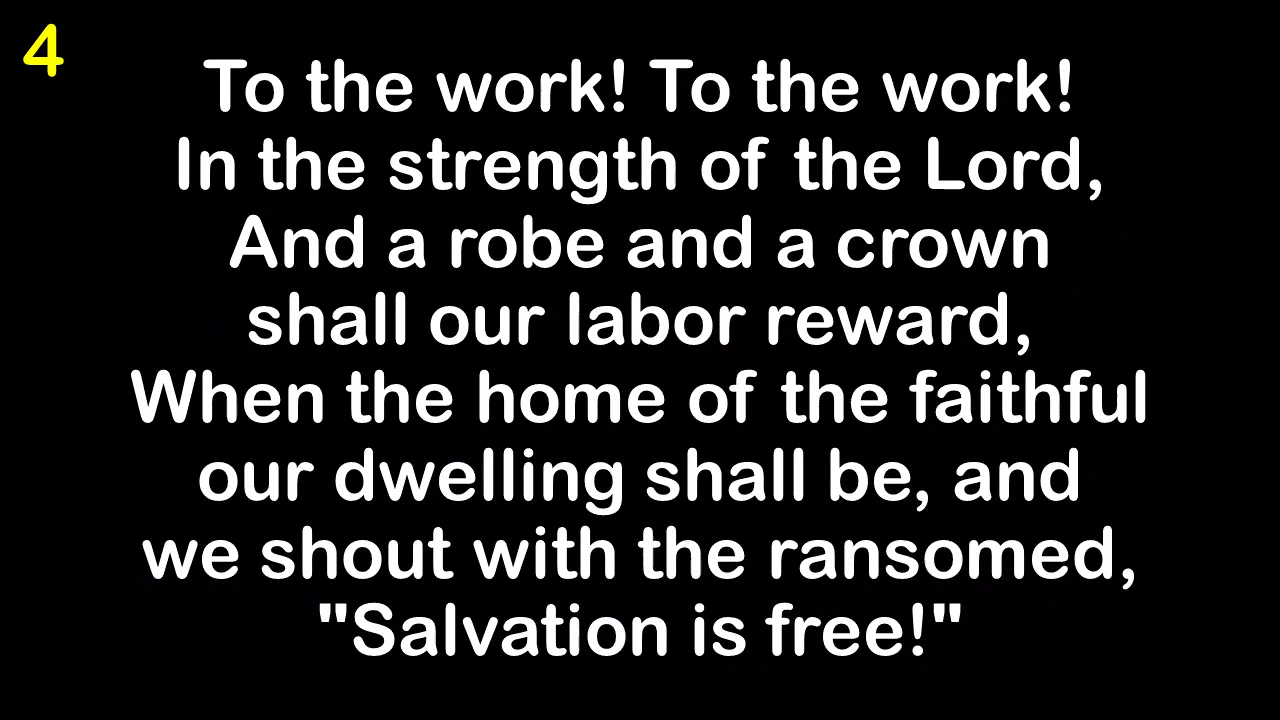 4
To the work! To the work!
In the strength of the Lord,
And a robe and a crown
shall our labor reward,
When the home of the faithful
our dwelling shall be, and
we shout with the ransomed,
"Salvation is free!"